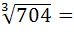 ∛704 =